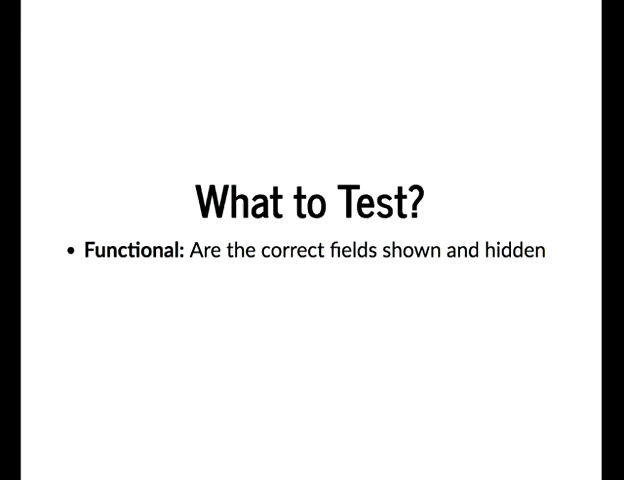 What to Test?
• Functional: Are the correct fields shown and hidden